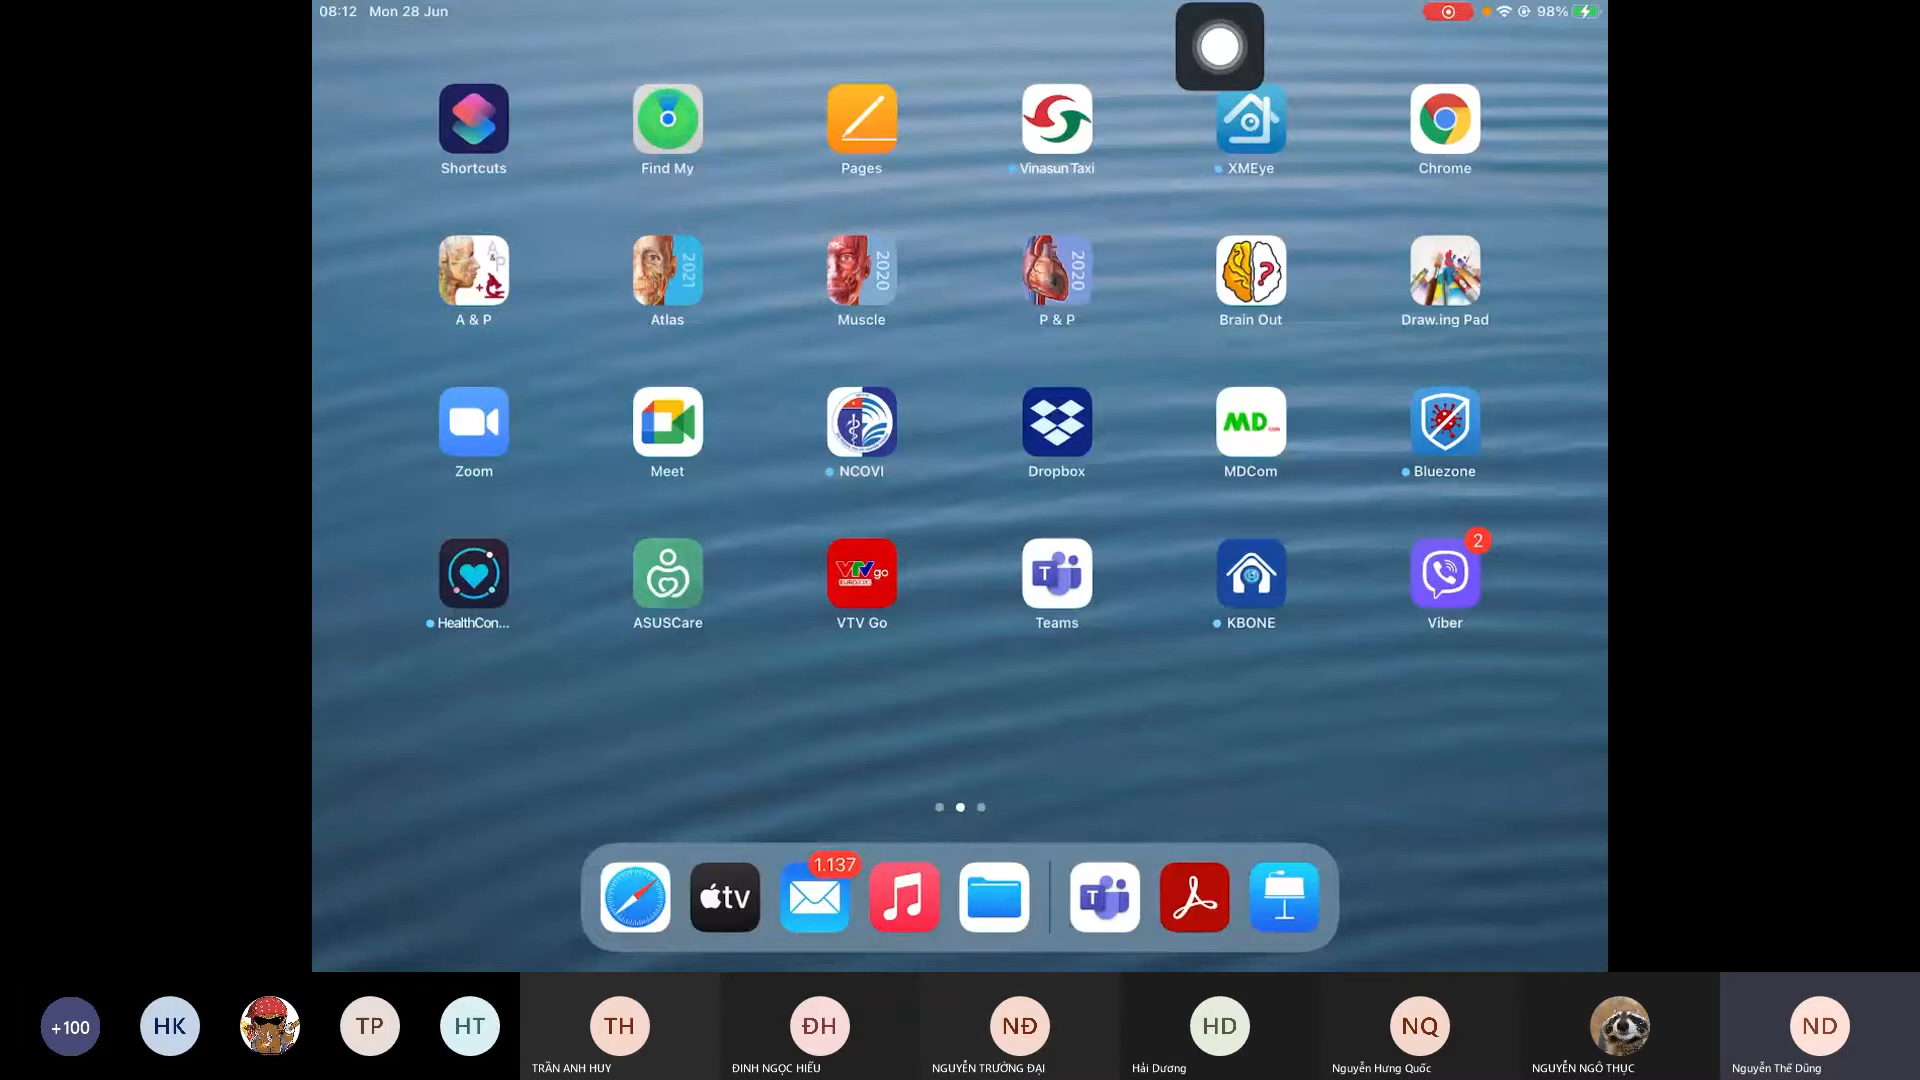 08:12 Mon 28 Jun
98%
Shortcuts
Find My
Pages
Vinasun Taxi
XMEye
Chrome
A & P
2021
2020
2020
A & P
Atlas
Muscle
P & P
Brain Out
Draw.ing Pad
MD.COM
Zoom
Meet
NCOVI
Dropbox
MDCom
Bluezone
VTV go
T
2
HealthCon...
ASUSCare
VTV Go
Teams
KBONE
Viber
tv
1.137
T
+100
HK
TP
HT
TH
ĐH
NĐ
HD
NQ
ND
TRẦN ANH HUY
ĐINH NGỌC HIẾU
NGUYỄN TRƯỜNG ĐẠI
Hải Dương
Nguyễn Hưng Quốc
NGUYỄN NGÔ THỤC
Nguyễn Thế Dũng